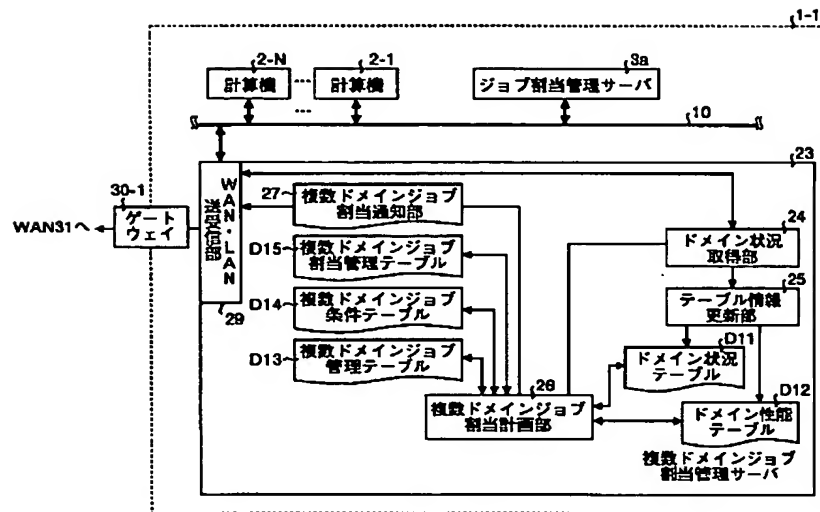 1-1
2-N
計算機
2-1
計算機
3a
ジョブ割当管理サーバ
10
23
30-1
ゲート
ウェイ
WAN31へ
WAN・LAN
送受信部
29
27
複数ドメインジョブ
割当通知部
D15
複数ドメインジョブ
割当管理テーブル
D14
複数ドメインジョブ
条件テーブル
D13
複数ドメインジョブ
管理テーブル
24
ドメイン状況
取得部
25
テーブル情報
更新部
D11
ドメイン状況
テーブル
D12
ドメイン性能
テーブル
26
複数ドメインジョブ
割当計画部
複数ドメインジョブ
割当管理サーバ